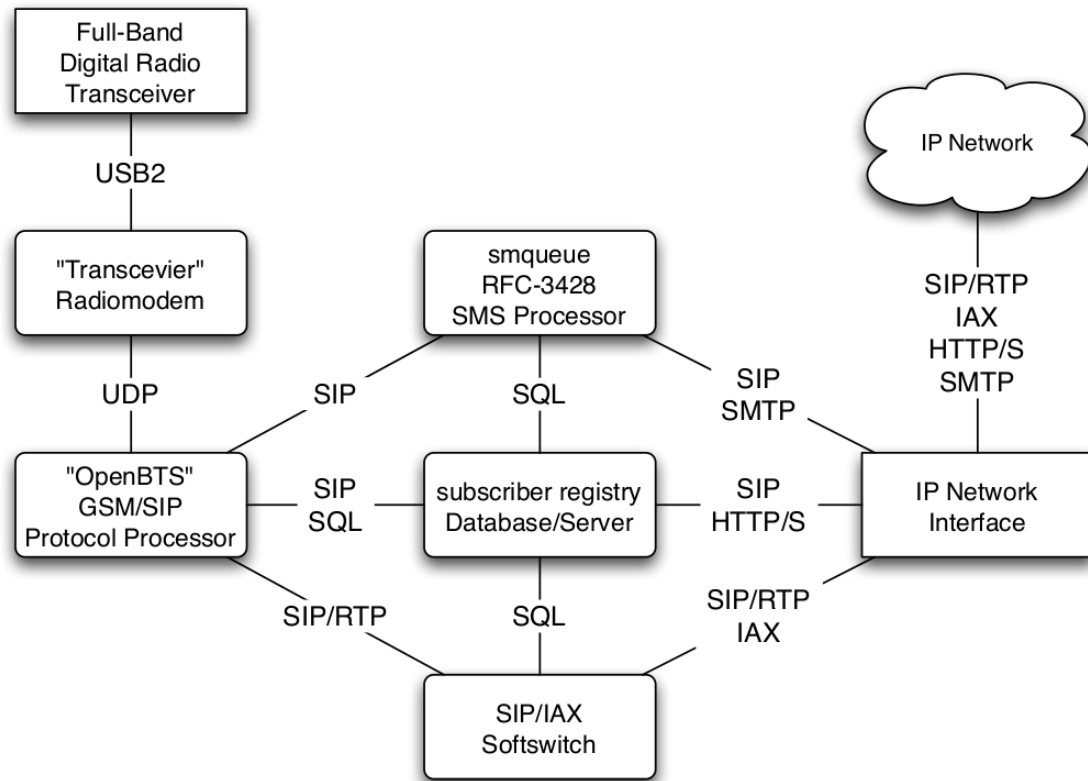 Full-Band
Digital Radio
Transceiver
USB2
IP Network
"Transcevier"
Radiomodem
smqueue
RFC-3428
SMS Processor
SIP/RTP
IAX
HTTP/S
SMTP
UDP
SIP
SQL
SIP
SMTP
"OpenBTS"
GSM/SIP
Protocol Processor
SIP
SQL
subscriber registry
Database/Server
SIP
HTTP/S
IP Network
Interface
SIP/RTP
SQL
SIP/RTP
IAX
SIP/IAX
Softswitch